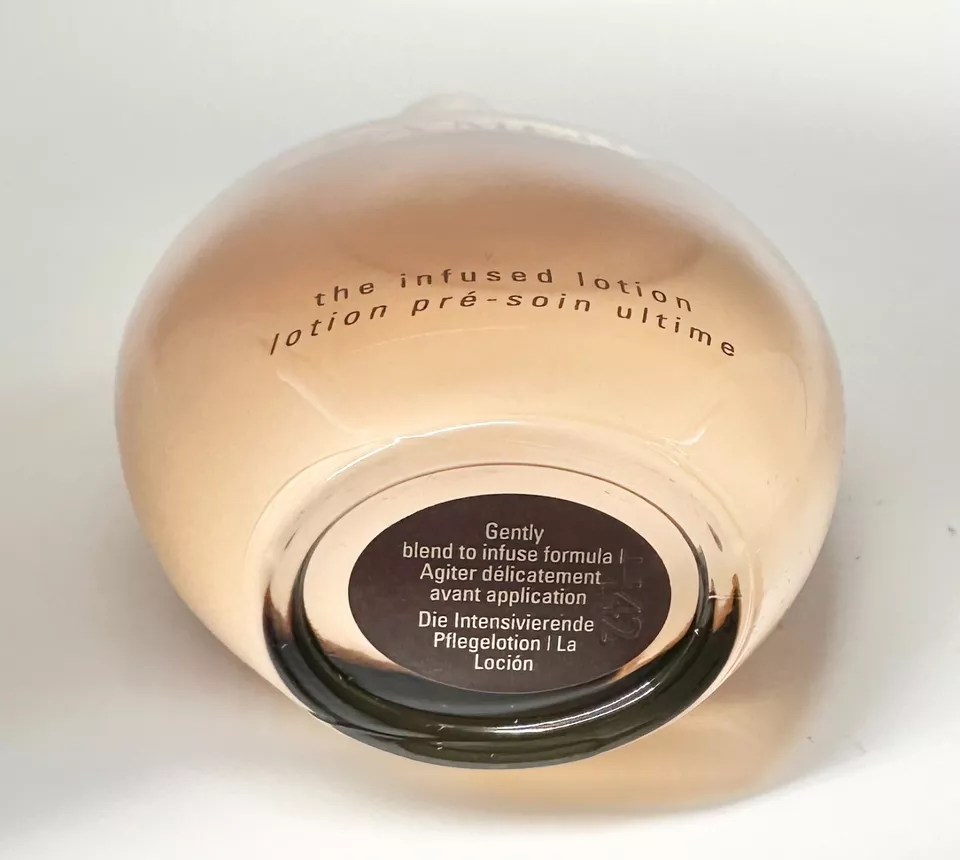 the infused lotion
lotion pré-soin ultime
Gently
blend to infuse formula |
Agiter délicatement
avant application
Die Intensivierende
Pflegelotion | La
Loción